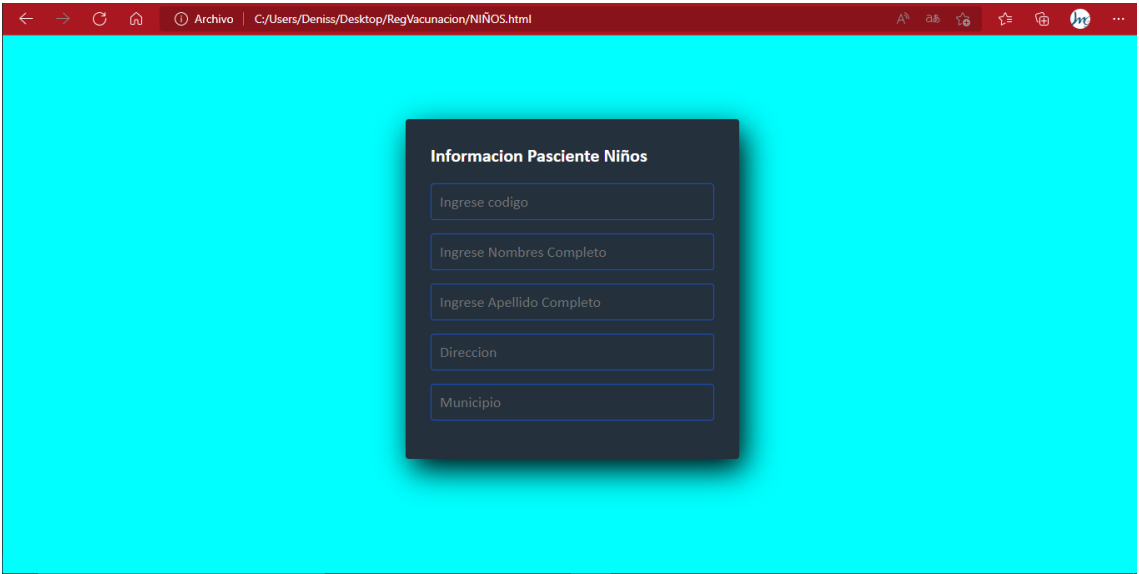 Archivo C:/Users/Deniss/Desktop/RegVacunacion/NIÑOS.html
Informacion Pasciente Niños
Ingrese codigo
Ingrese Nombres Completo
Ingrese Apellido Completo
Direccion
Municipio